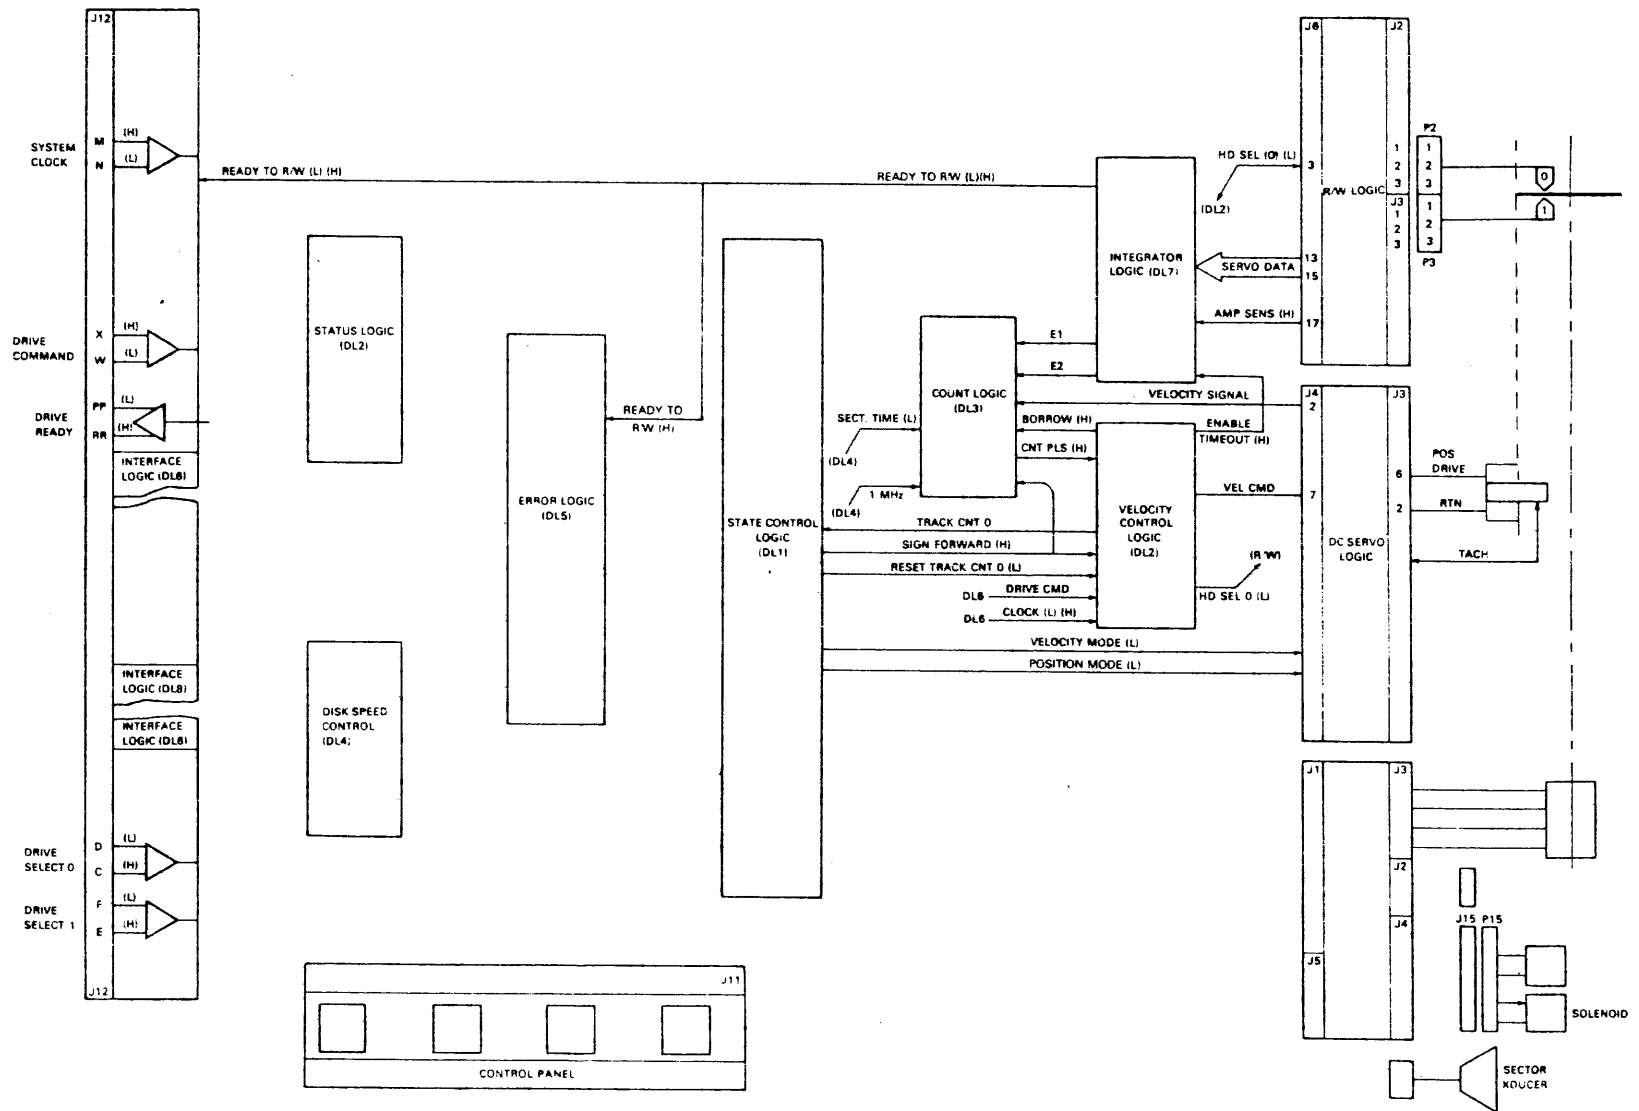 J12
SYSTEM
CLOCK
M
(H)
N
(L)
READY TO R/W (L) (H)
READY TO R/W (L)(H)
DRIVE
COMMAND
X
(H)
W
(L)
DRIVE
READY
PP
(L)
RR
(H)
INTERFACE
LOGIC (DL6)
INTERFACE
LOGIC (DL8)
INTERFACE
LOGIC (DL6)
DRIVE
SELECT 0
D
(L)
C
(H)
DRIVE
SELECT 1
F
(L)
E
(H)
J12
STATUS LOGIC
(DL2)
DISK SPEED
CONTROL
(DL4)
ERROR LOGIC
(DL5)
READY TO
R/W (H)
STATE CONTROL
LOGIC
(DL1)
J11
CONTROL PANEL
SECT. TIME (L)
(DL4)
1 MHz
(DL4)
COUNT LOGIC
(DL3)
INTEGRATOR
LOGIC (DL7)
E1
E2
VELOCITY SIGNAL
BORROW (H)
ENABLE
TIMEOUT (H)
CNT PLS (H)
TRACK CNT 0
SIGN FORWARD (H)
RESET TRACK CNT 0 (L)
DL6
DRIVE CMD
DL6
CLOCK (L) (H)
VELOCITY
CONTROL
LOGIC
(DL2)
VEL CMD
(R/W)
HD SEL 0 (L)
VELOCITY MODE (L)
POSITION MODE (L)
HD SEL (0) (L)
(DL2)
SERVO DATA
AMP SENS (H)
J6
J2
3
R/W LOGIC
13
15
17
1
2
3
J3
1
2
3
P2
1
2
3
1
2
3
P3
0
1
J4
2
7
J3
6
2
DC SERVO
LOGIC
POS
DRIVE
RTN
TACH
J1
J3
J2
J4
J5
J15
P15
SOLENOID
SECTOR
XDUCER